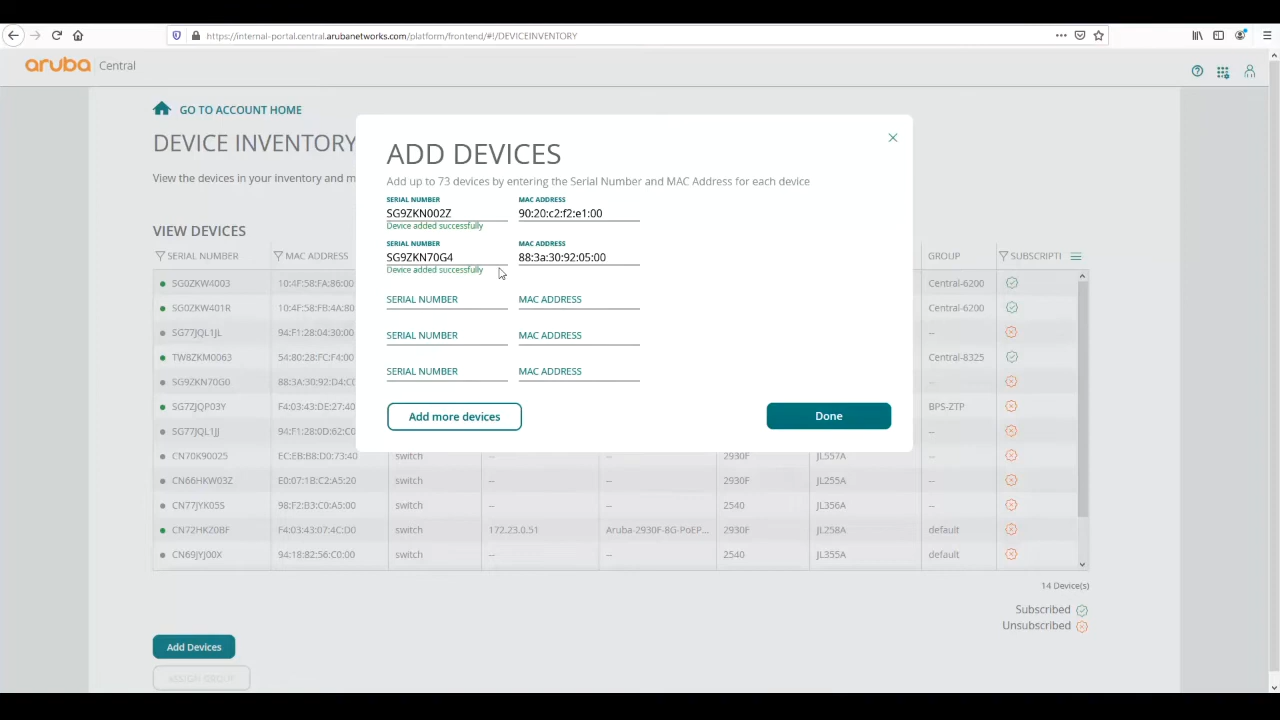 https://internal-portal.central.arubanetworks.com/platform/frontend/#!/DEVICEINVENTORY
aruba Central
GO TO ACCOUNT HOME
DEVICE INVENTORY
View the devices in your inventory and m
VIEW DEVICES
SERIAL NUMBER MAC ADDRESS GROUP SUBSCRIPTI
SG0ZKW4003 10:4F:58:FA:86:00 Central-6200
SG0ZKW401R 10:4F:58:FB:4A:80 Central-6200
SG77JQL1JL 94:F1:28:04:30:00 --
TW8ZKM0063 54:80:28:FC:F4:00 Central-8325
SG9ZKN70G0 88:3A:30:92:D4:C0 --
SG7ZJQP03Y F4:03:43:DE:27:40 BPS-ZTP
SG77JQL1JJ 94:F1:28:0D:62:C0 --
CN70K90025 EC:EB:B8:D0:73:40 switch -- -- 2930F JL557A --
CN66HKW03Z E0:07:1B:C2:A5:20 switch -- -- 2930F JL255A --
CN77JYK05S 98:F2:B3:C0:A5:00 switch -- -- 2540 JL356A --
CN72HKZ0BF F4:03:43:07:4C:D0 switch 172.23.0.51 Aruba-2930F-8G-PoEP... 2930F JL258A default
CN69JYJ00X 94:18:82:56:C0:00 switch -- -- 2540 JL355A default
14 Device(s)
Subscribed
Unsubscribed
Add Devices
ASSIGN GROUP
ADD DEVICES
Add up to 73 devices by entering the Serial Number and MAC Address for each device
SERIAL NUMBER MAC ADDRESS
SG9ZKN002Z 90:20:c2:f2:e1:00
Device added successfully
SERIAL NUMBER MAC ADDRESS
SG9ZKN70G4 88:3a:30:92:05:00
Device added successfully
SERIAL NUMBER MAC ADDRESS
SERIAL NUMBER MAC ADDRESS
SERIAL NUMBER MAC ADDRESS
Add more devices Done